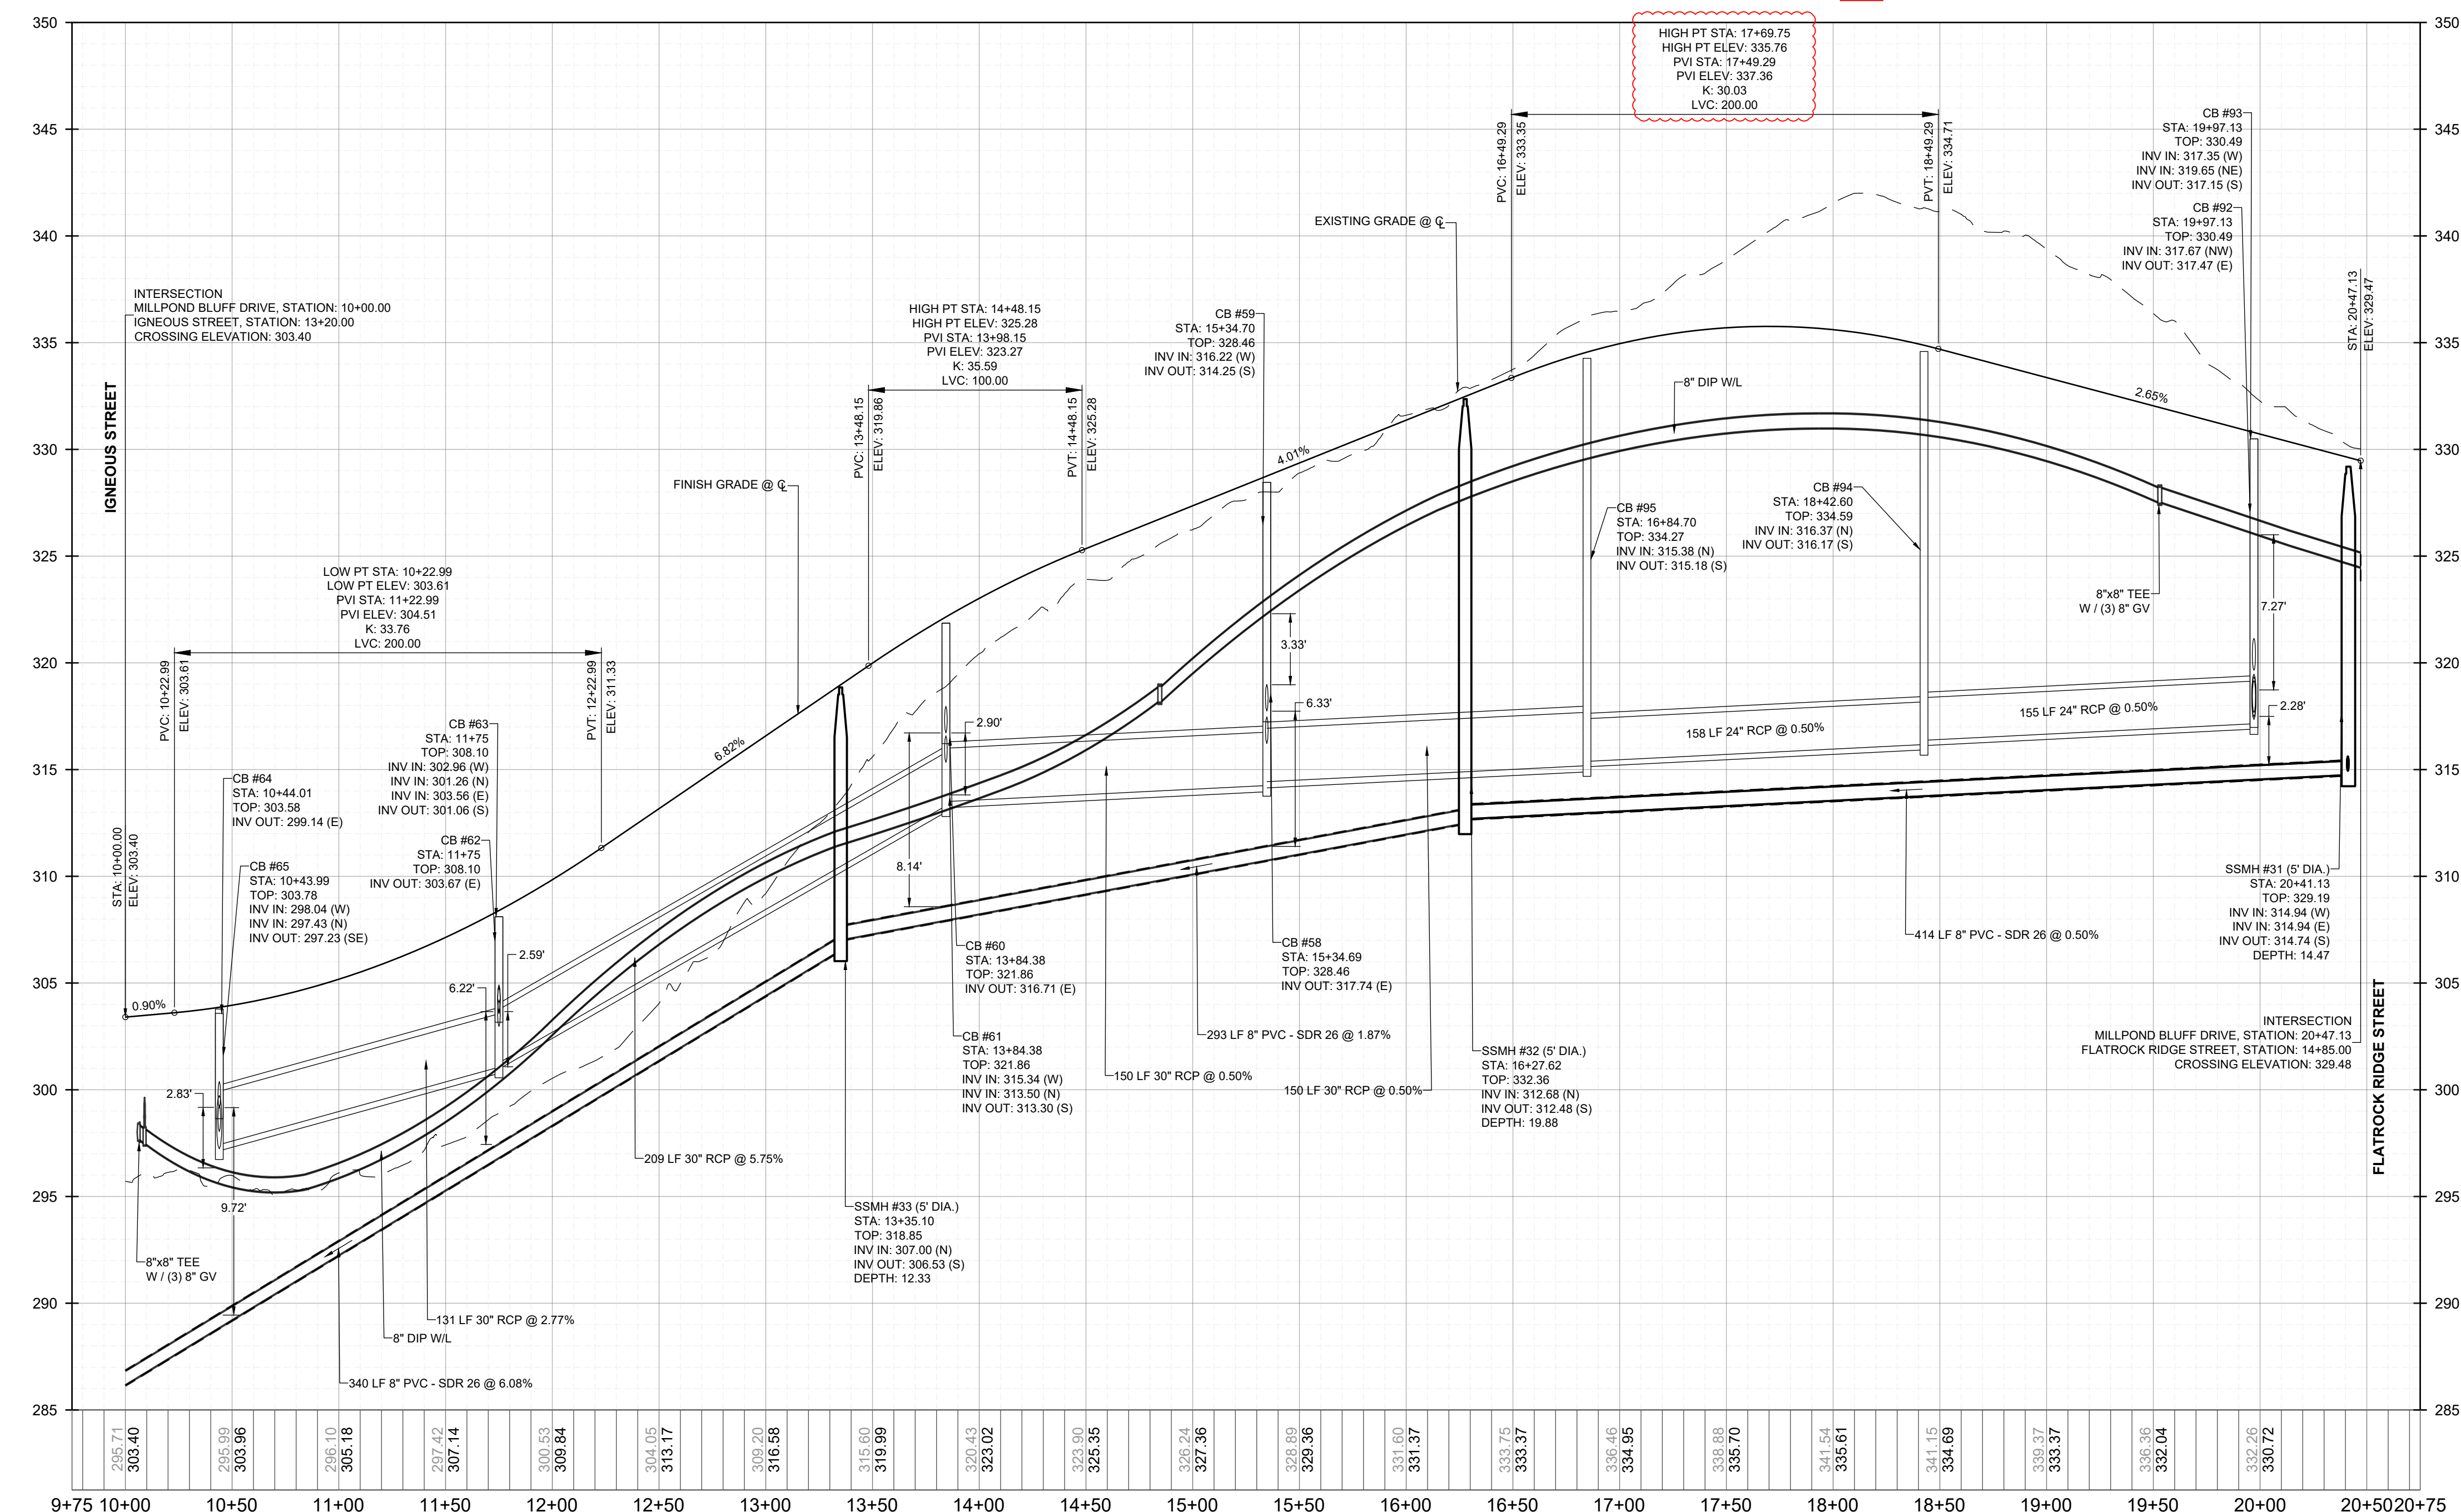 350
345
340
335
330
325
320
315
310
305
300
295
290
285
350
345
340
335
330
325
320
315
310
305
300
295
290
285
HIGH PT STA: 17+69.75
HIGH PT ELEV: 335.76
PVI STA: 17+49.29
PVI ELEV: 337.36
K: 30.03
LVC: 200.00
PVC: 16+49.29
ELEV: 333.35
PVT: 18+49.29
ELEV: 334.71
CB #93
STA: 19+97.13
TOP: 330.49
INV IN: 317.35 (W)
INV IN: 319.65 (NE)
INV OUT: 317.15 (S)
CB #92
STA: 19+97.13
TOP: 330.49
INV IN: 317.67 (NW)
INV OUT: 317.47 (E)
EXISTING GRADE @ ℄
STA: 20+47.13
ELEV: 329.47
INTERSECTION
MILLPOND BLUFF DRIVE, STATION: 10+00.00
IGNEOUS STREET, STATION: 13+20.00
CROSSING ELEVATION: 303.40
IGNEOUS STREET
HIGH PT STA: 14+48.15
HIGH PT ELEV: 325.28
PVI STA: 13+98.15
PVI ELEV: 323.27
K: 35.59
LVC: 100.00
PVC: 13+48.15
ELEV: 319.86
PVT: 14+48.15
ELEV: 325.28
CB #59
STA: 15+34.70
TOP: 328.46
INV IN: 316.22 (W)
INV OUT: 314.25 (S)
8" DIP W/L
2.65%
4.01%
FINISH GRADE @ ℄
CB #95
STA: 16+84.70
TOP: 334.27
INV IN: 315.38 (N)
INV OUT: 315.18 (S)
CB #94
STA: 18+42.60
TOP: 334.59
INV IN: 316.37 (N)
INV OUT: 316.17 (S)
8"x8" TEE
W / (3) 8" GV
7.27'
LOW PT STA: 10+22.99
LOW PT ELEV: 303.61
PVI STA: 11+22.99
PVI ELEV: 304.51
K: 33.76
LVC: 200.00
PVC: 10+22.99
ELEV: 303.61
PVT: 12+22.99
ELEV: 311.33
3.33'
6.33'
2.90'
2.28'
158 LF 24" RCP @ 0.50%
155 LF 24" RCP @ 0.50%
6.82%
CB #63
STA: 11+75
TOP: 308.10
INV IN: 302.96 (W)
INV IN: 301.26 (N)
INV IN: 303.56 (E)
INV OUT: 301.06 (S)
CB #64
STA: 10+44.01
TOP: 303.58
INV OUT: 299.14 (E)
CB #62
STA: 11+75
TOP: 308.10
INV OUT: 303.67 (E)
CB #65
STA: 10+43.99
TOP: 303.78
INV IN: 298.04 (W)
INV IN: 297.43 (N)
INV OUT: 297.23 (SE)
STA: 10+00.00
ELEV: 303.40
0.90%
8.14'
2.59'
6.22'
2.83'
9.72'
CB #60
STA: 13+84.38
TOP: 321.86
INV OUT: 316.71 (E)
CB #58
STA: 15+34.69
TOP: 328.46
INV OUT: 317.74 (E)
414 LF 8" PVC - SDR 26 @ 0.50%
SSMH #31 (5' DIA.)
STA: 20+41.13
TOP: 329.19
INV IN: 314.94 (W)
INV IN: 314.94 (E)
INV OUT: 314.74 (S)
DEPTH: 14.47
INTERSECTION
MILLPOND BLUFF DRIVE, STATION: 20+47.13
FLATROCK RIDGE STREET, STATION: 14+85.00
CROSSING ELEVATION: 329.48
FLATROCK RIDGE STREET
293 LF 8" PVC - SDR 26 @ 1.87%
CB #61
STA: 13+84.38
TOP: 321.86
INV IN: 315.34 (W)
INV IN: 313.50 (N)
INV OUT: 313.30 (S)
150 LF 30" RCP @ 0.50%
150 LF 30" RCP @ 0.50%
SSMH #32 (5' DIA.)
STA: 16+27.62
TOP: 332.36
INV IN: 312.68 (N)
INV OUT: 312.48 (S)
DEPTH: 19.88
209 LF 30" RCP @ 5.75%
SSMH #33 (5' DIA.)
STA: 13+35.10
TOP: 318.85
INV IN: 307.00 (N)
INV OUT: 306.53 (S)
DEPTH: 12.33
8"x8" TEE
W / (3) 8" GV
131 LF 30" RCP @ 2.77%
8" DIP W/L
340 LF 8" PVC - SDR 26 @ 6.08%
295.71
303.40
295.99
303.96
296.10
305.18
297.42
307.14
300.53
309.84
304.05
313.17
309.20
316.58
315.60
319.99
320.43
323.02
323.90
325.35
326.24
327.36
328.89
329.36
331.60
331.37
333.75
333.37
336.46
334.95
338.88
335.70
341.54
335.61
341.15
334.69
339.37
333.37
336.36
332.04
332.26
330.72
9+75 10+00 10+50 11+00 11+50 12+00 12+50 13+00 13+50 14+00 14+50 15+00 15+50 16+00 16+50 17+00 17+50 18+00 18+50 19+00 19+50 20+00 20+50 20+75